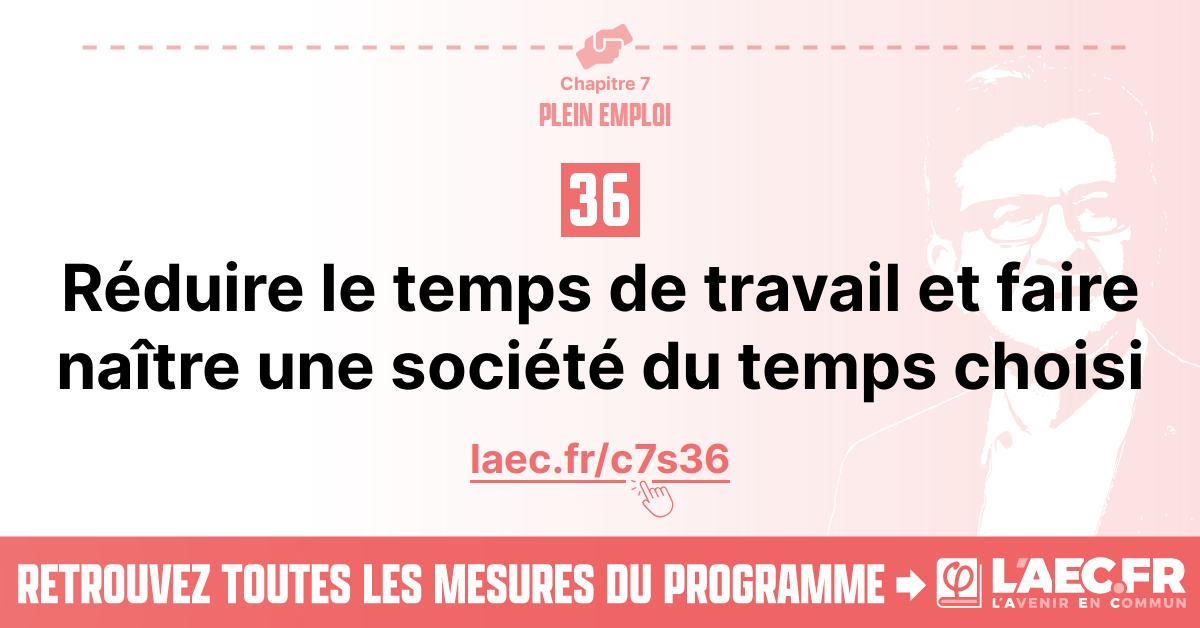 Chapitre 7
PLEIN EMPLOI
36
Réduire le temps de travail et faire
naître une société du temps choisi
laec.fr/c7s36
RETROUVEZ TOUTES LES MESURES DU PROGRAMME
φ L'AEC.FR
L'AVENIR EN COMMUN